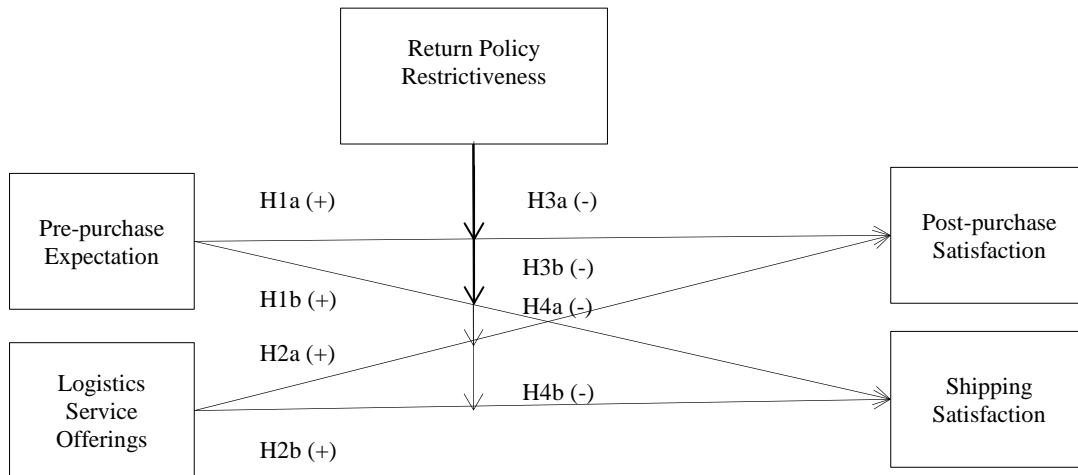 Return Policy
Restrictiveness
H1a (+)
H3a (-)
Pre-purchase
Expectation
Post-purchase
Satisfaction
H3b (-)
H1b (+)
H4a (-)
H2a (+)
Logistics
Service
Offerings
H4b (-)
Shipping
Satisfaction
H2b (+)